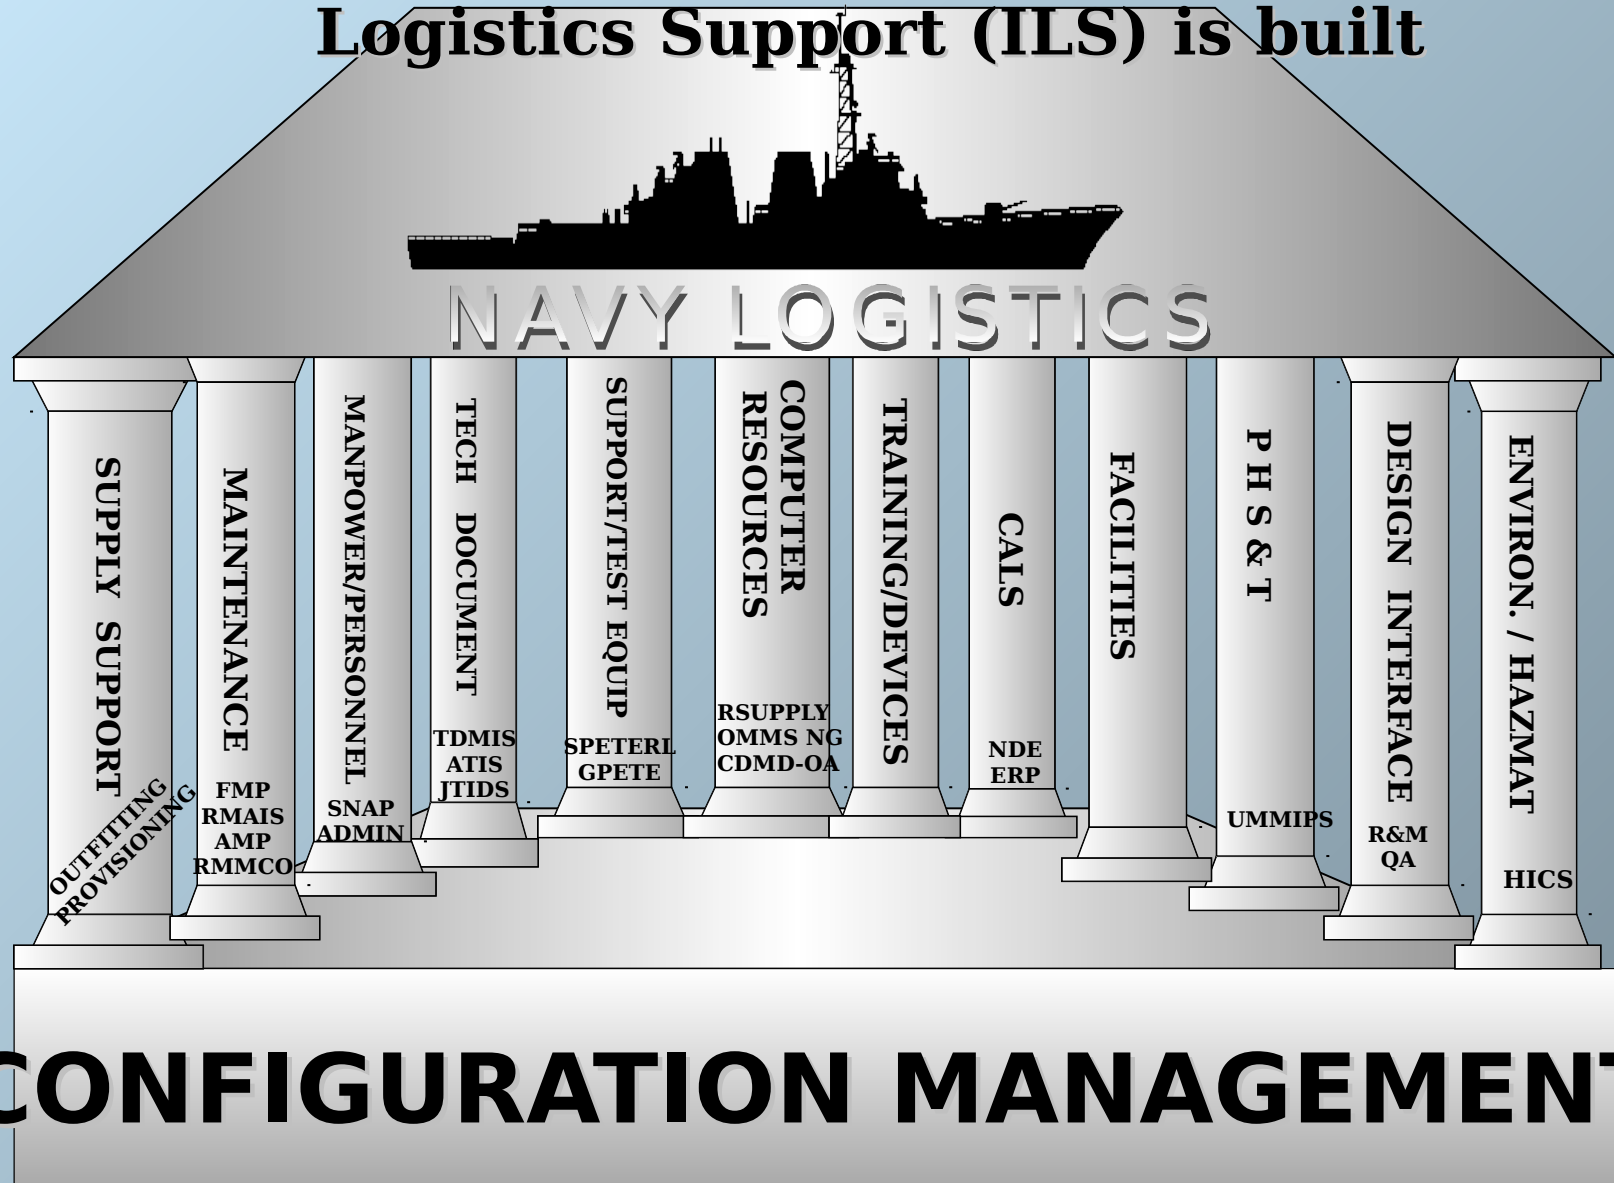 Logistics Support (ILS) is built
NAVY LOGISTICS
SUPPLY SUPPORT
OUTFITTING
PROVISIONING
MAINTENANCE
FMP
RMAIS
AMP
RMMCO
MANPOWER/PERSONNEL
SNAP
ADMIN
TECH DOCUMENT
TDMIS
ATIS
JTIDS
SUPPORT/TEST EQUIP
SPETERL
GPETE
COMPUTER
RESOURCES
RSUPPLY
OMMS NG
CDMD-OA
TRAINING/DEVICES
CALS
NDE
ERP
FACILITIES
P H S & T
UMMIPS
DESIGN INTERFACE
R&M
QA
ENVIRON. / HAZMAT
HICS
CONFIGURATION MANAGEMENT